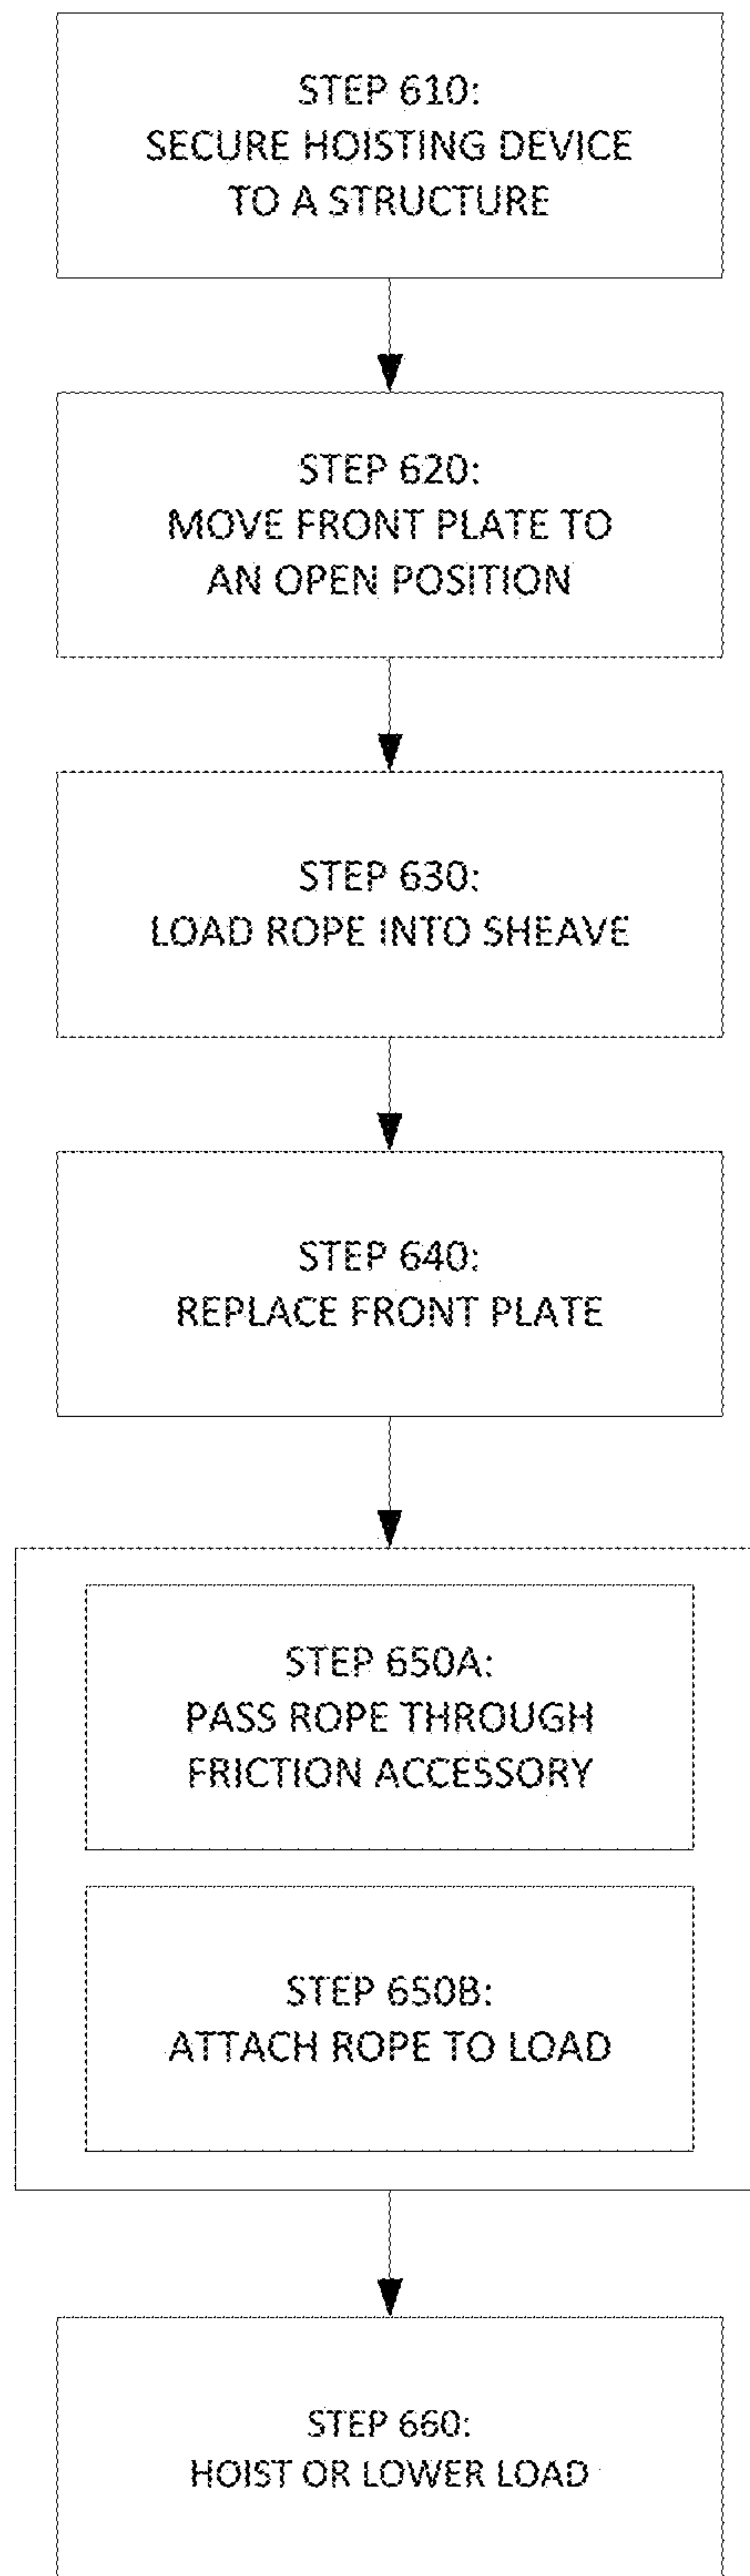 STEP 610:
SECURE HOISTING DEVICE
TO A STRUCTURE
STEP 620:
MOVE FRONT PLATE TO
AN OPEN POSITION
STEP 630:
LOAD ROPE INTO SHEAVE
STEP 640:
REPLACE FRONT PLATE
STEP 650A:
PASS ROPE THROUGH
FRICTION ACCESSORY
STEP 650B:
ATTACH ROPE TO LOAD
STEP 660:
HOIST OR LOWER LOAD